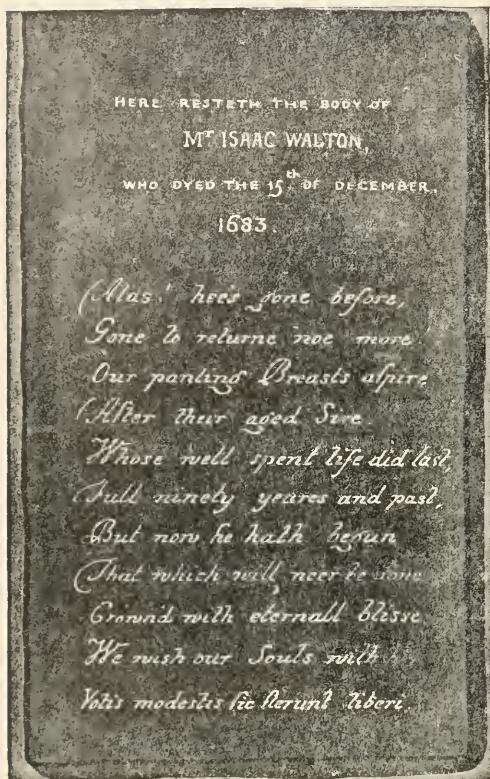 HERE RESTETH THE BODY OF
Mr ISAAC WALTON,
WHO DYED THE 15th OF DECEMBER,
1683.
Alas! hee's gone before,
Gone to returne noe more.
Our panting Breasts aſpire
After their aged Sire.
Whose well spent life did last,
Full ninety yeares and past,
But now he hath begun
That which will neer be done
Crown'd with eternall blisse
We wish our Souls with his
Votis modestis ſic flerunt liberi.